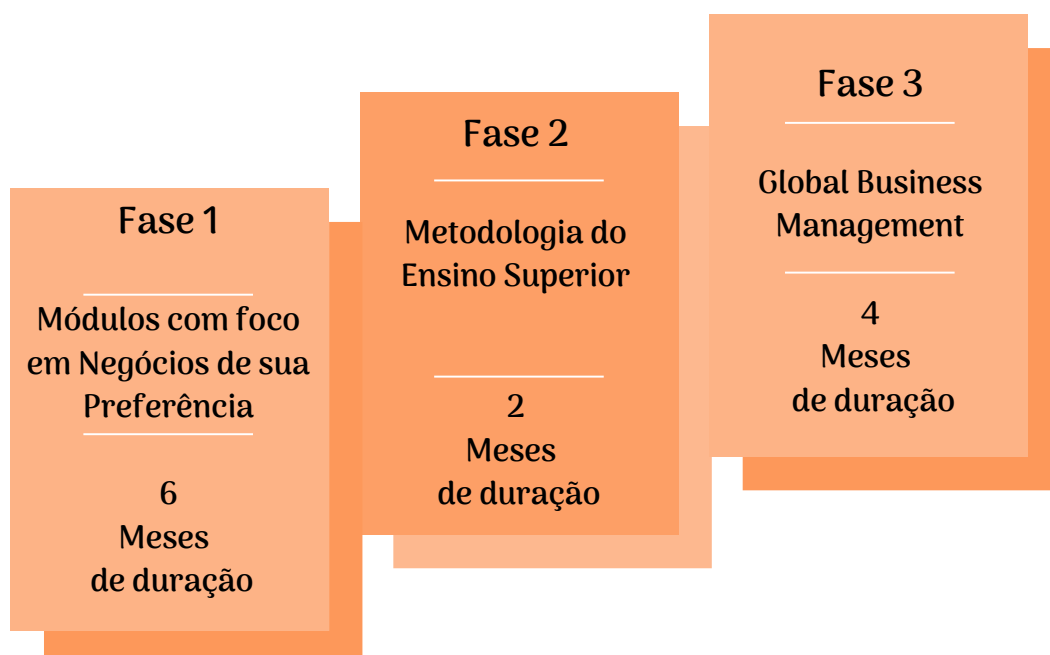 Fase 1
Módulos com foco
em Negócios de sua
Preferência
6
Meses
de duração
Fase 2
Metodologia do
Ensino Superior
2
Meses
de duração
Fase 3
Global Business
Management
4
Meses
de duração